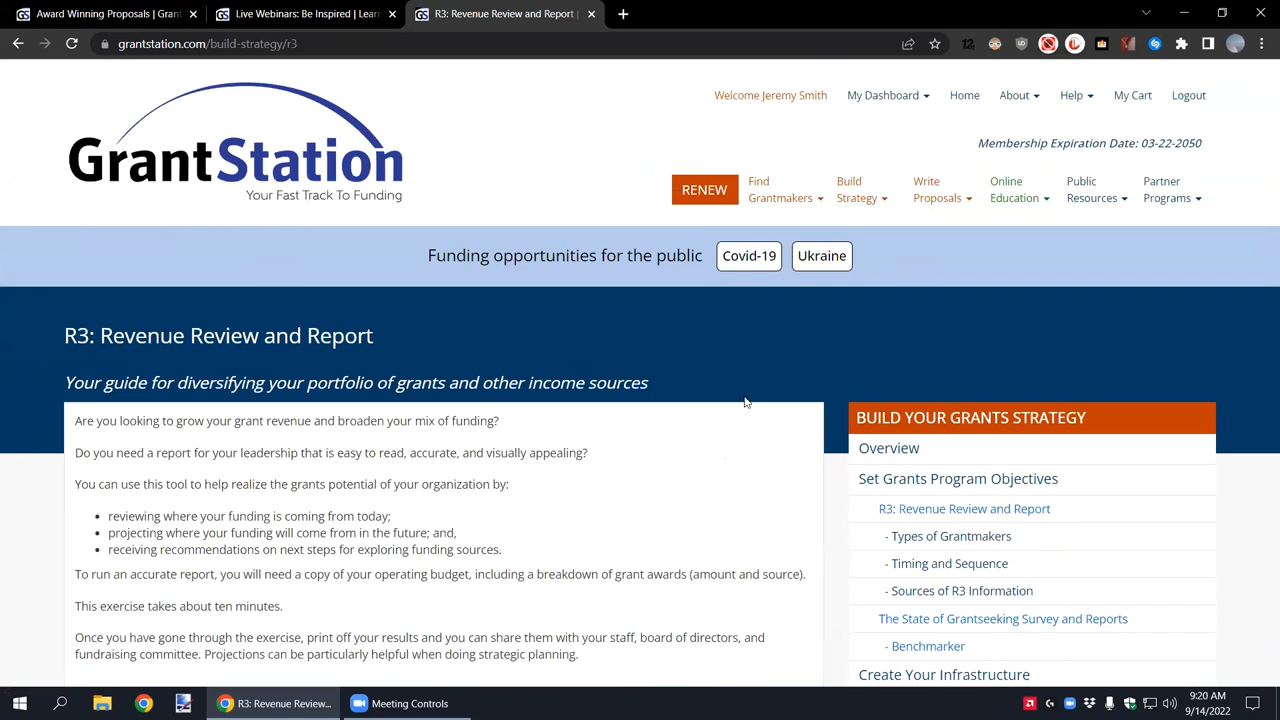 Award Winning Proposals | Grant
Live Webinars: Be Inspired | Learn
R3: Revenue Review and Report |
grantstation.com/build-strategy/r3
Welcome Jeremy Smith
My Dashboard
Home
About
Help
My Cart
Logout
GrantStation
Your Fast Track To Funding
Membership Expiration Date: 03-22-2050
RENEW
Find Grantmakers
Build Strategy
Write Proposals
Online Education
Public Resources
Partner Programs
Funding opportunities for the public
Covid-19
Ukraine
R3: Revenue Review and Report
Your guide for diversifying your portfolio of grants and other income sources
Are you looking to grow your grant revenue and broaden your mix of funding?
Do you need a report for your leadership that is easy to read, accurate, and visually appealing?
You can use this tool to help realize the grants potential of your organization by:
• reviewing where your funding is coming from today;
• projecting where your funding will come from in the future; and,
• receiving recommendations on next steps for exploring funding sources.
To run an accurate report, you will need a copy of your operating budget, including a breakdown of grant awards (amount and source).
This exercise takes about ten minutes.
Once you have gone through the exercise, print off your results and you can share them with your staff, board of directors, and
fundraising committee. Projections can be particularly helpful when doing strategic planning.
BUILD YOUR GRANTS STRATEGY
Overview
Set Grants Program Objectives
R3: Revenue Review and Report
- Types of Grantmakers
- Timing and Sequence
- Sources of R3 Information
The State of Grantseeking Survey and Reports
- Benchmarker
Create Your Infrastructure
R3: Revenue Review...
Meeting Controls
9:20 AM
9/14/2022